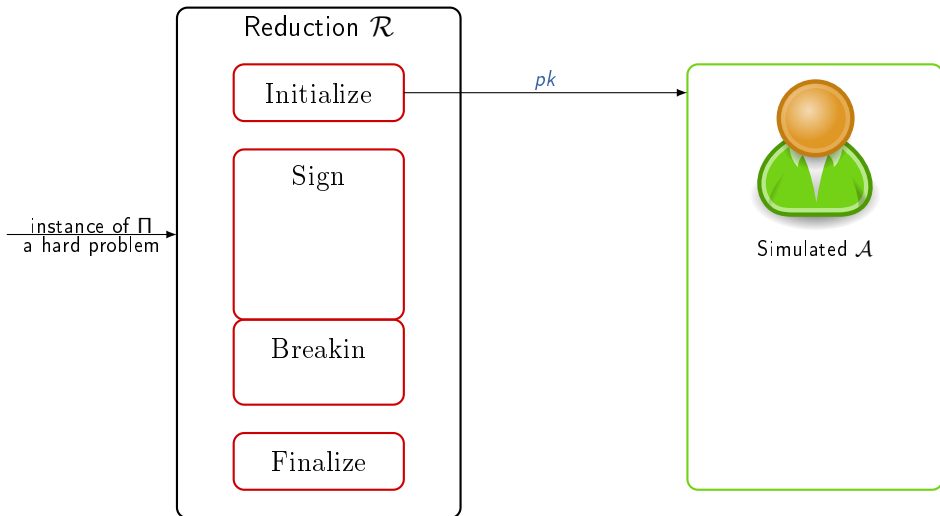 Reduction ℛ
Initialize
pk
Sign
instance of Π
a hard problem
Simulated 𝒜
Breakin
Finalize